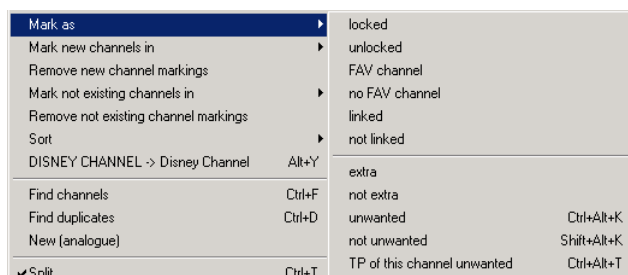 Mark as
Mark new channels in
Remove new channel markings
Mark not existing channels in
Remove not existing channel markings
Sort
DISNEY CHANNEL -> Disney Channel Alt+Y
Find channels Ctrl+F
Find duplicates Ctrl+D
New (analogue)
Split Ctrl+T
locked
unlocked
FAV channel
no FAV channel
linked
not linked
extra
not extra
unwanted Ctrl+Alt+K
not unwanted Shift+Alt+K
TP of this channel unwanted Ctrl+Alt+T